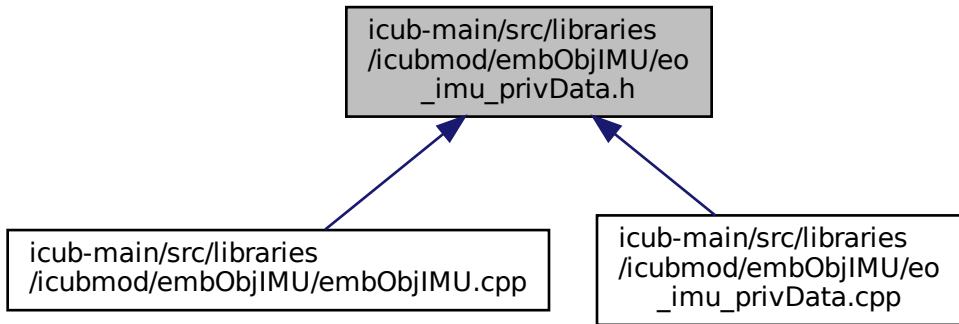 icub-main/src/libraries
/icubmod/embObjIMU/eo
_imu_privData.h
icub-main/src/libraries
/icubmod/embObjIMU/embObjIMU.cpp
icub-main/src/libraries
/icubmod/embObjIMU/eo
_imu_privData.cpp